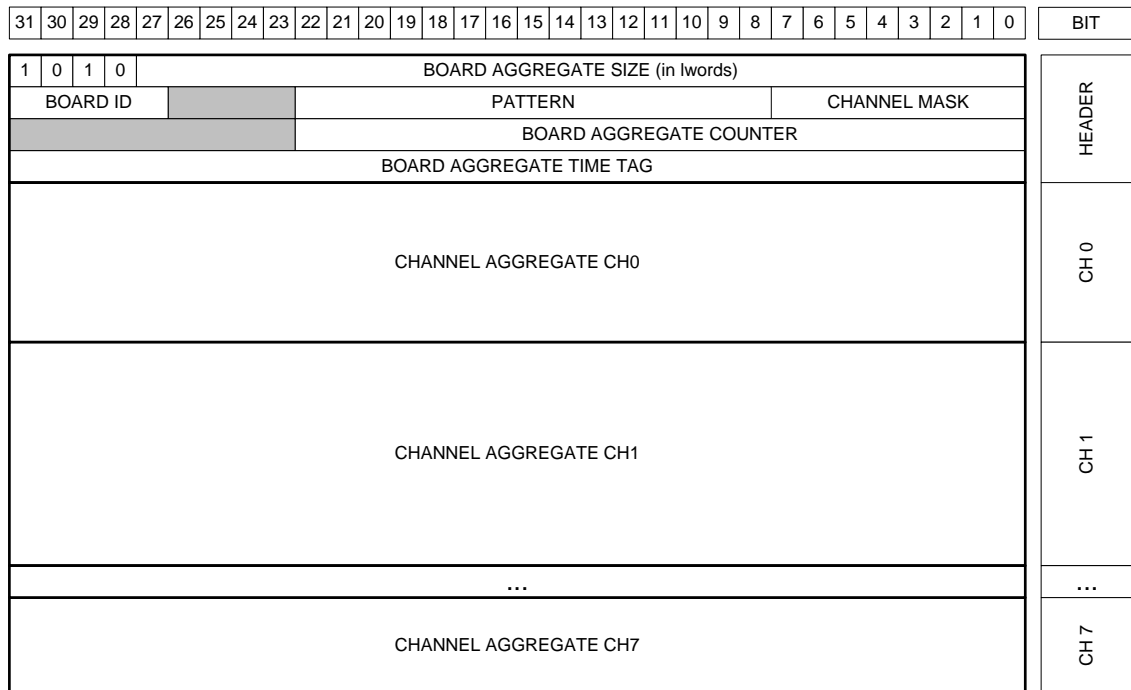 31 30 29 28 27 26 25 24 23 22 21 20 19 18 17 16 15 14 13 12 11 10 9 8 7 6 5 4 3 2 1 0 BIT
1 0 1 0 BOARD AGGREGATE SIZE (in lwords)
BOARD ID PATTERN CHANNEL MASK
BOARD AGGREGATE COUNTER
BOARD AGGREGATE TIME TAG
HEADER
CHANNEL AGGREGATE CH0 CH 0
CHANNEL AGGREGATE CH1 CH 1
... ...
CHANNEL AGGREGATE CH7 CH 7